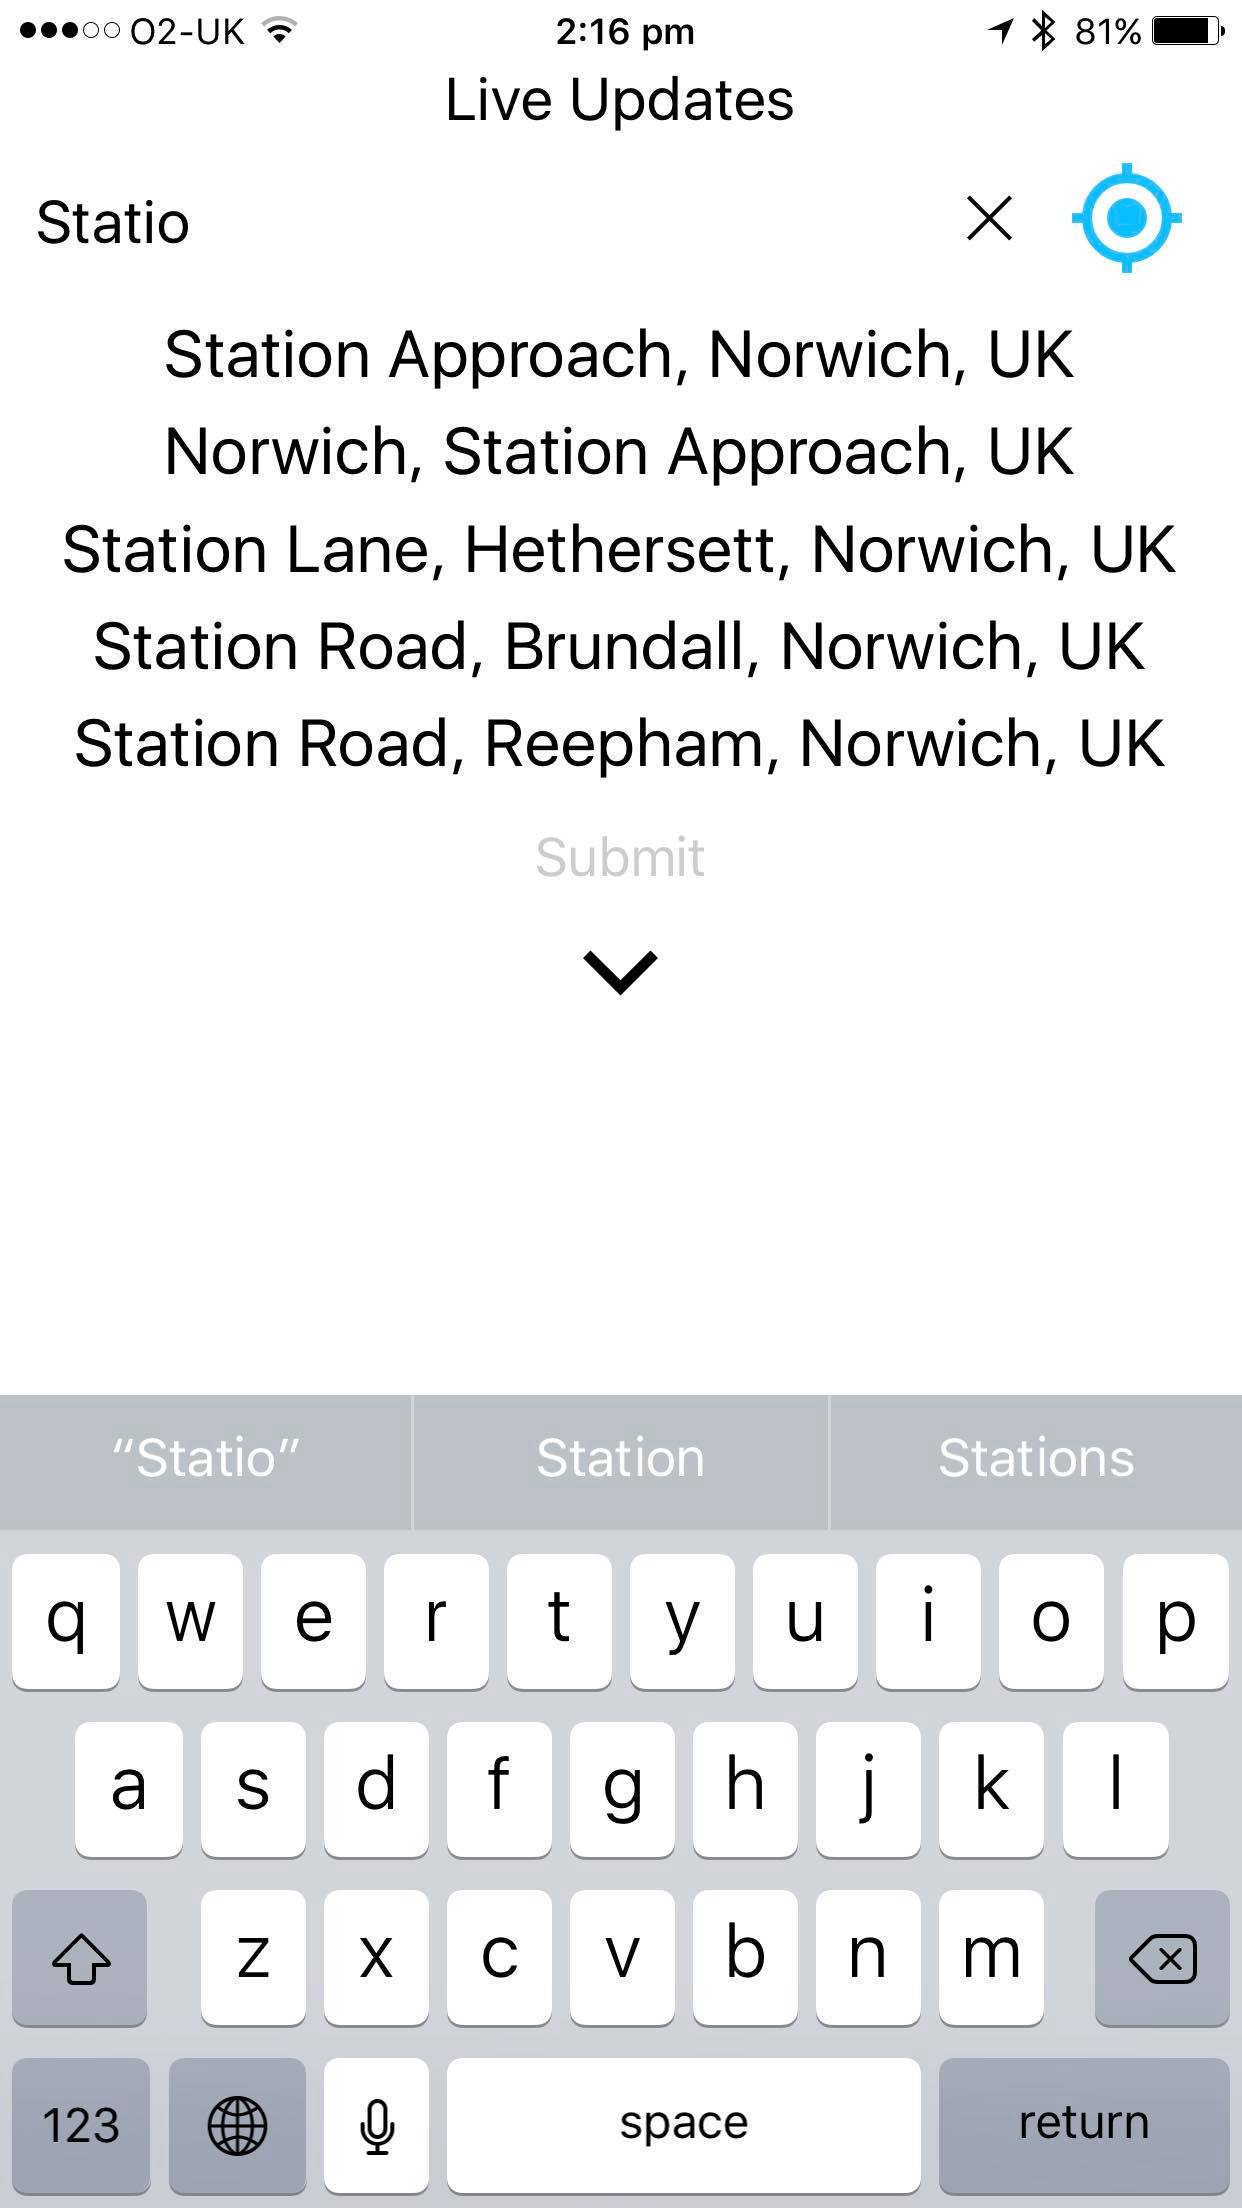 O2-UK 2:16 pm 81%
Live Updates
Statio
Station Approach, Norwich, UK
Norwich, Station Approach, UK
Station Lane, Hethersett, Norwich, UK
Station Road, Brundall, Norwich, UK
Station Road, Reepham, Norwich, UK
Submit
“Statio” Station Stations
q w e r t y u i o p
a s d f g h j k l
z x c v b n m
123 space return